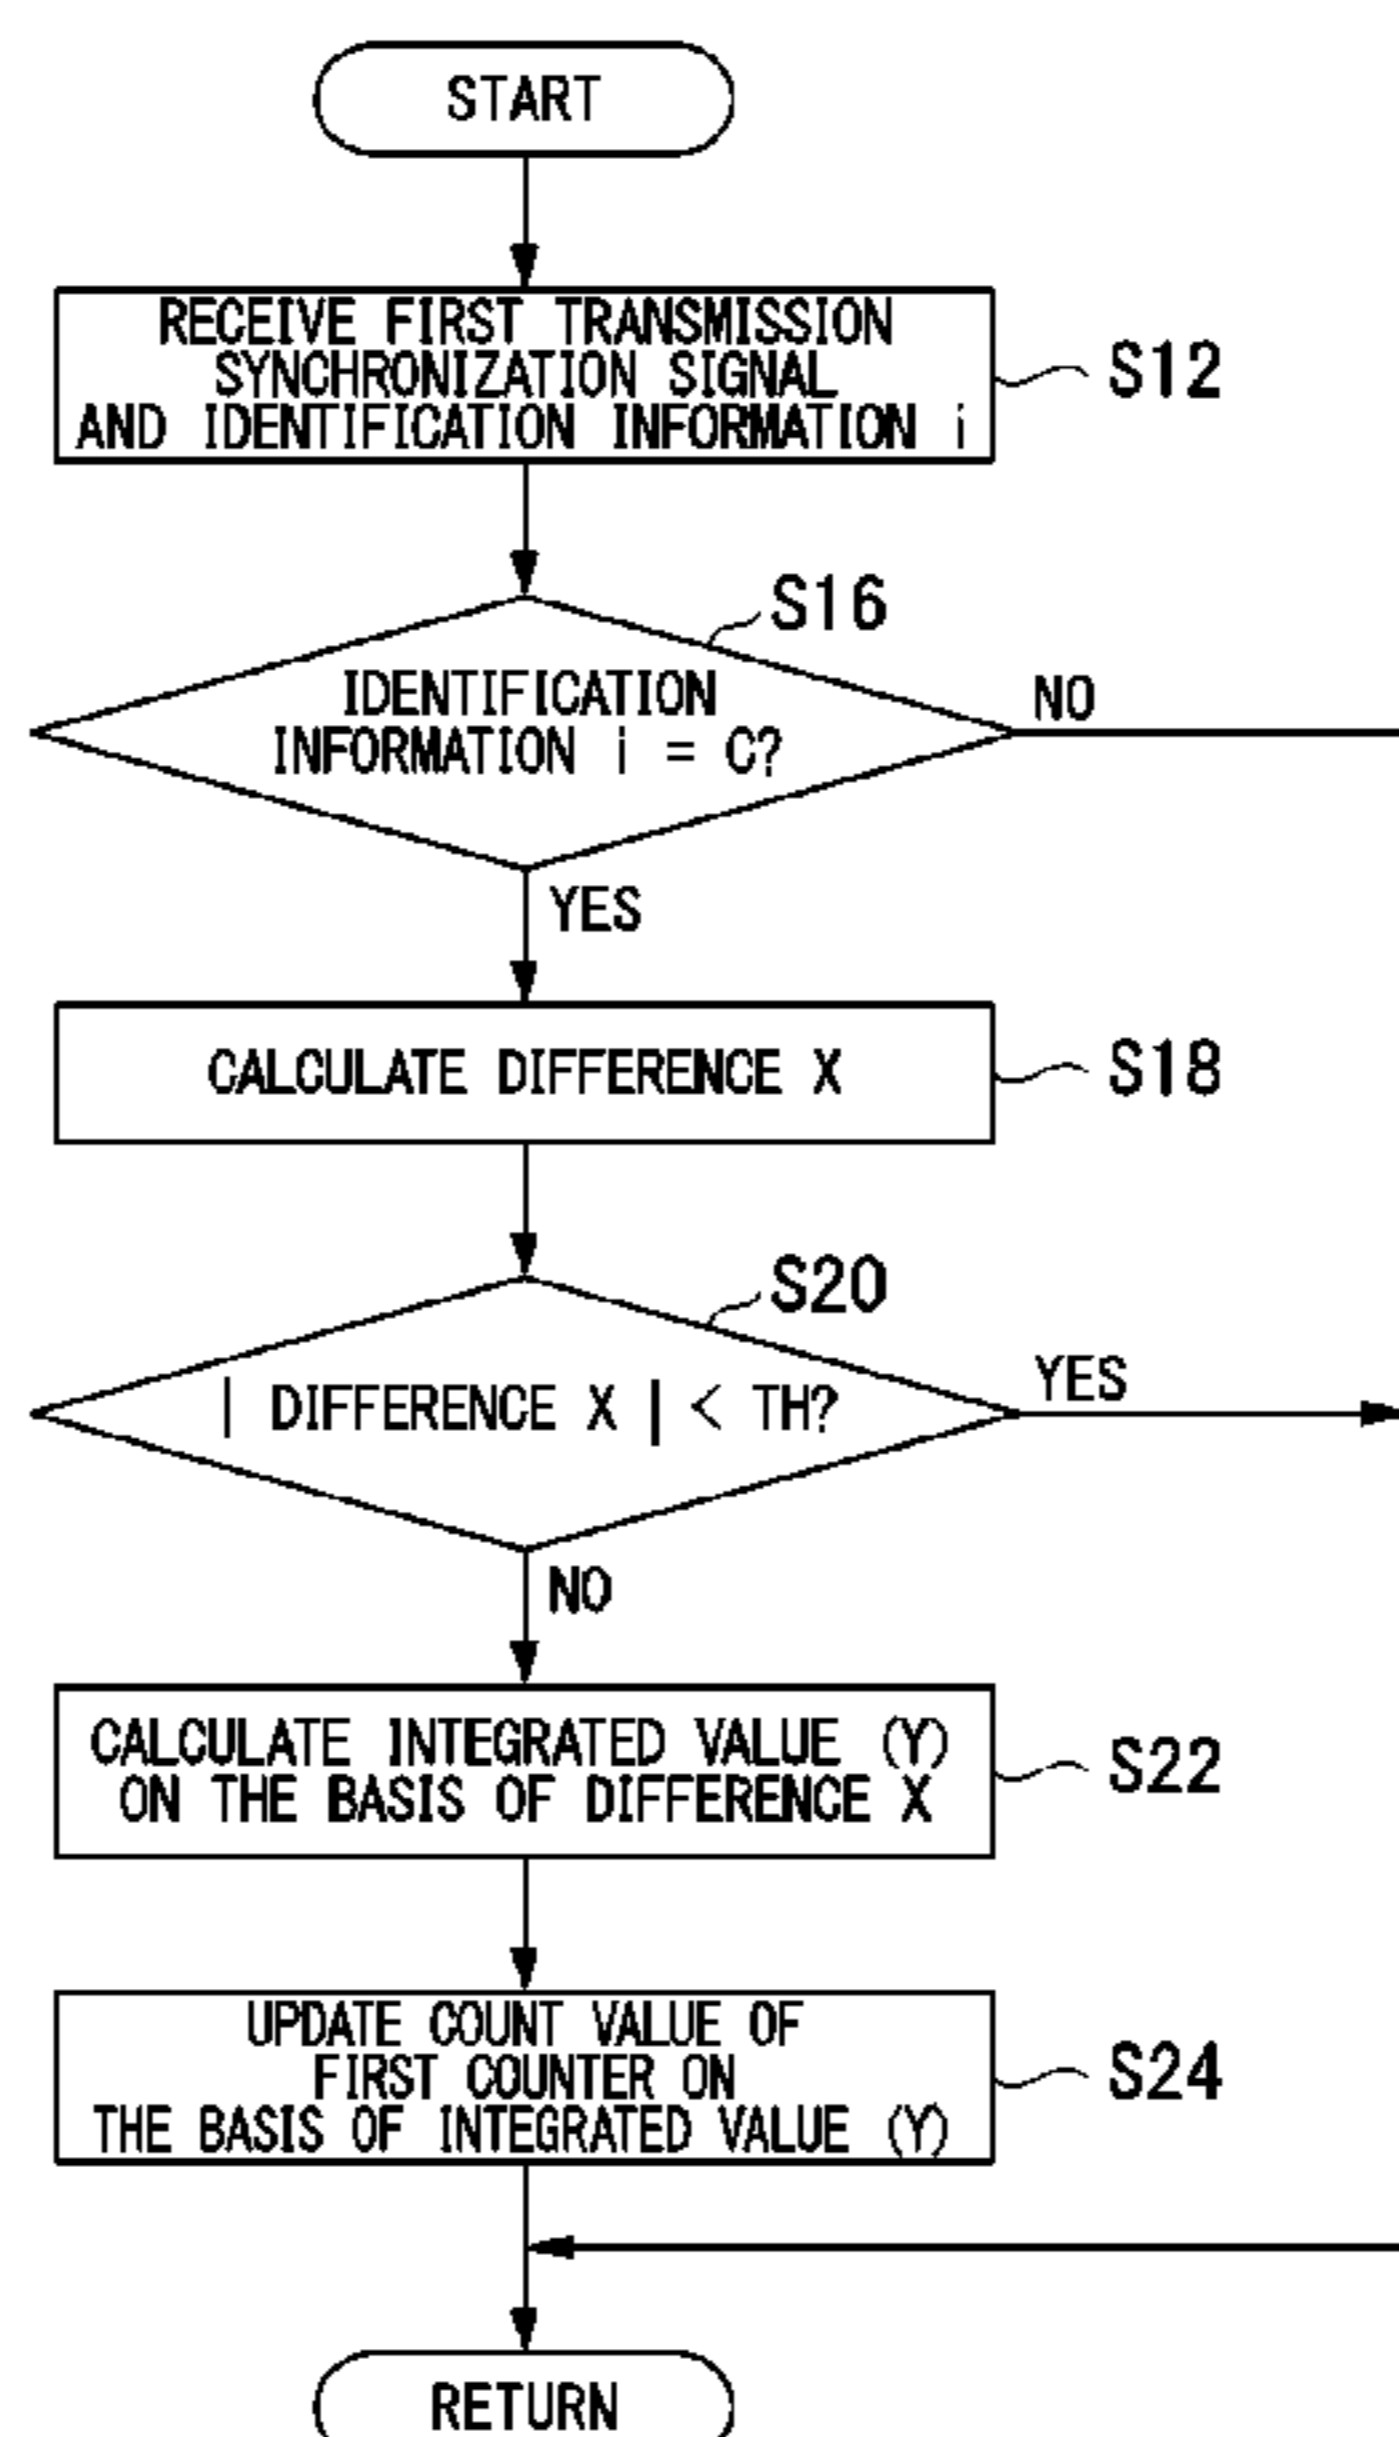 START
RECEIVE FIRST TRANSMISSION
SYNCHRONIZATION SIGNAL
AND IDENTIFICATION INFORMATION i
S12
S16
IDENTIFICATION
INFORMATION i = C?
NO
YES
CALCULATE DIFFERENCE X
S18
S20
| DIFFERENCE X | < TH?
YES
NO
CALCULATE INTEGRATED VALUE (Y)
ON THE BASIS OF DIFFERENCE X
S22
UPDATE COUNT VALUE OF
FIRST COUNTER ON
THE BASIS OF INTEGRATED VALUE (Y)
S24
RETURN